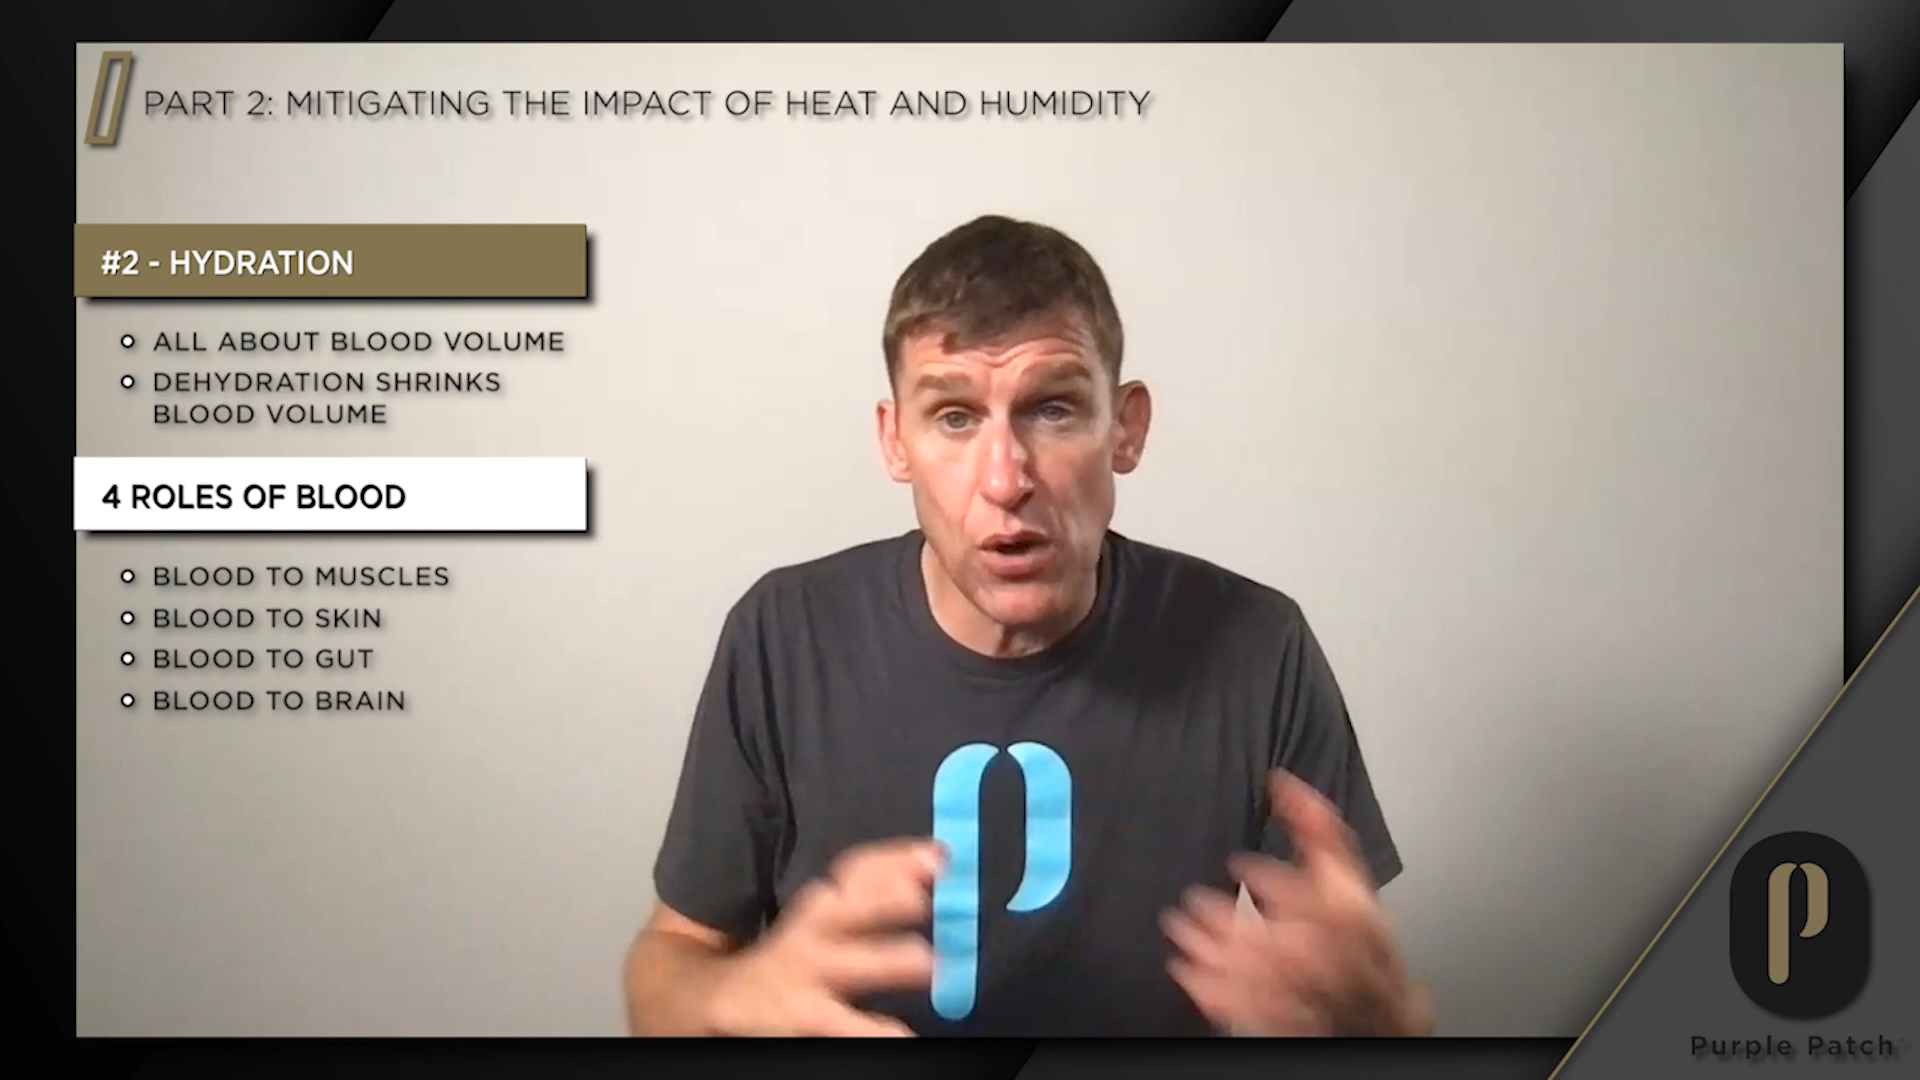 PART 2: MITIGATING THE IMPACT OF HEAT AND HUMIDITY
#2 - HYDRATION
ALL ABOUT BLOOD VOLUME
DEHYDRATION SHRINKS
BLOOD VOLUME
4 ROLES OF BLOOD
BLOOD TO MUSCLES
BLOOD TO SKIN
BLOOD TO GUT
BLOOD TO BRAIN
Purple Patch